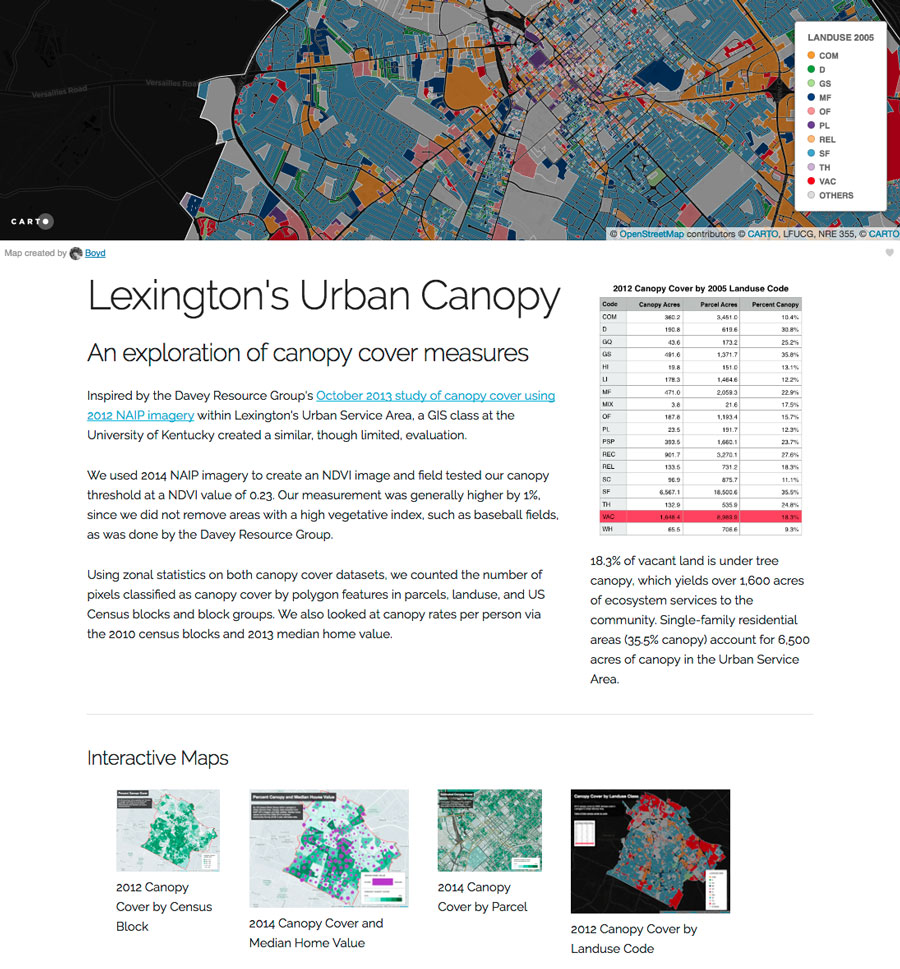 Versailles Road
Versailles Road
LANDUSE 2005
COM
D
GS
MF
OF
PL
REL
SF
TH
VAC
OTHERS
CARTO
© OpenStreetMap contributors © CARTO, LFUCG, NRE 355, © CARTO
Map created by Boyd
Lexington's Urban Canopy
An exploration of canopy cover measures
Inspired by the Davey Resource Group's October 2013 study of canopy cover using
2012 NAIP imagery within Lexington's Urban Service Area, a GIS class at the
University of Kentucky created a similar, though limited, evaluation.
We used 2014 NAIP imagery to create an NDVI image and field tested our canopy
threshold at a NDVI value of 0.23. Our measurement was generally higher by 1%,
since we did not remove areas with a high vegetative index, such as baseball fields,
as was done by the Davey Resource Group.
Using zonal statistics on both canopy cover datasets, we counted the number of
pixels classified as canopy cover by polygon features in parcels, landuse, and US
Census blocks and block groups. We also looked at canopy rates per person via
the 2010 census blocks and 2013 median home value.
2012 Canopy Cover by 2005 Landuse Code
Code Canopy Acres Parcel Acres Percent Canopy
COM 360.2 3,451.0 10.4%
D 190.8 619.6 30.8%
GQ 43.6 173.2 25.2%
GS 491.6 1,371.7 35.8%
HI 19.8 151.0 13.1%
LI 178.3 1,464.6 12.2%
MF 471.0 2,059.3 22.9%
MIX 3.8 21.6 17.5%
OF 187.8 1,193.4 15.7%
PL 23.5 191.7 12.3%
PSP 393.5 1,660.1 23.7%
REC 901.7 3,270.1 27.6%
REL 133.5 731.2 18.3%
SC 96.9 875.7 11.1%
SF 6,567.1 18,500.6 35.5%
TH 132.9 535.9 24.8%
VAC 18.3%
WH 65.5 706.6 9.3%
18.3% of vacant land is under tree
canopy, which yields over 1,600 acres
of ecosystem services to the
community. Single-family residential
areas (35.5% canopy) account for 6,500
acres of canopy in the Urban Service
Area.
Interactive Maps
Percent Canopy and Median Home Value
Canopy Cover by Landuse Class
2012 Canopy
Cover by Census
Block
2014 Canopy Cover and
Median Home Value
2014 Canopy
Cover by Parcel
2012 Canopy Cover by
Landuse Code